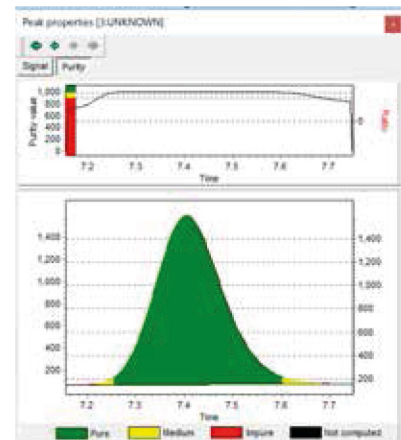 Peak properties [3:UNKNOWN]
Signal Purity
1,000
800
600
400
200
0
Purity value
0
Ratio
7.2 7.3 7.4 7.5 7.6 7.7
Time
1,400 1,400
1,200 1,200
1,000 1,000
800 800
600 600
400 400
200 200
7.2 7.3 7.4 7.5 7.6 7.7
Time
Pure Medium Impure Not computed